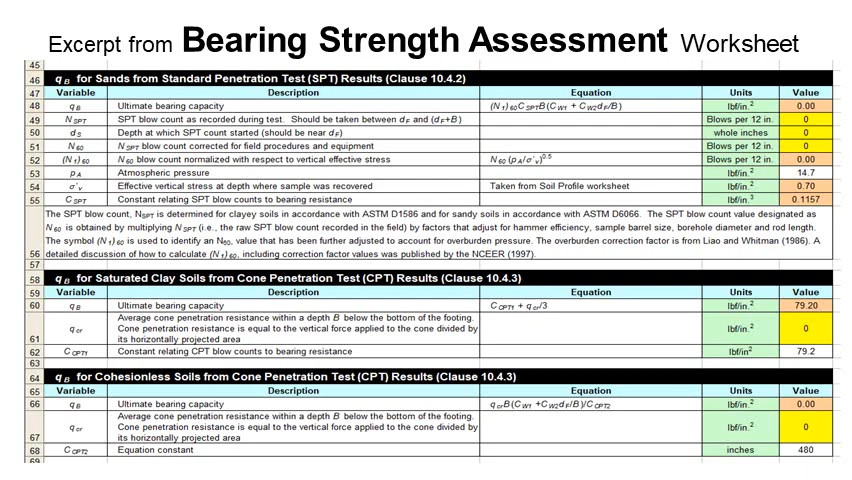 Excerpt from Bearing Strength Assessment Worksheet
45
46 q B for Sands from Standard Penetration Test (SPT) Results (Clause 10.4.2)
47 Variable Description Equation Units Value
48 q B Ultimate bearing capacity (N 1) 60 C SPT B (C W1 + C W2 d F /B ) lbf/in.2 0.00
49 N SPT SPT blow count as recorded during test. Should be taken between d F and (d F +B ) Blows per 12 in. 0
50 d S Depth at which SPT count started (should be near d F ) whole inches 0
51 N 60 N SPT blow count corrected for field procedures and equipment Blows per 12 in. 0
52 (N 1) 60 N 60 blow count normalized with respect to vertical effective stress N 60 (p A /σ'v )0.5 Blows per 12 in. 0.00
53 p A Atmospheric pressure lbf/in.2 14.7
54 σ'v Effective vertical stress at depth where sample was recovered Taken from Soil Profile worksheet lbf/in.2 0.70
55 C SPT Constant relating SPT blow counts to bearing resistance lbf/in.3 0.1157
The SPT blow count, NSPT is determined for clayey soils in accordance with ASTM D1586 and for sandy soils in accordance with ASTM D6066. The SPT blow count value designated as
N 60 is obtained by multiplying N SPT (i.e., the raw SPT blow count recorded in the field) by factors that adjust for hammer efficiency, sample barrel size, borehole diameter and rod length.
The symbol (N 1) 60 is used to identify an N60, value that has been further adjusted to account for overburden pressure. The overburden correction factor is from Liao and Whitman (1986). A
56 detailed discussion of how to calculate (N 1) 60, including correction factor values was published by the NCEER (1997).
57
58 q B for Saturated Clay Soils from Cone Penetration Test (CPT) Results (Clause 10.4.3)
59 Variable Description Equation Units Value
60 q B Ultimate bearing capacity C CPT1 + q cr /3 lbf/in.2 79.20
Average cone penetration resistance within a depth B below the bottom of the footing.
q cr Cone penetration resistance is equal to the vertical force applied to the cone divided by lbf/in.2 0
61 its horizontally projected area
62 C CPT1 Constant relating CPT blow counts to bearing resistance lbf/in2 79.2
63
64 q B for Cohesionless Soils from Cone Penetration Test (CPT) Results (Clause 10.4.3)
65 Variable Description Equation Units Value
66 q B Ultimate bearing capacity q cr B (C W1 +C W2 d F /B )/C CPT2 lbf/in.2 0.00
Average cone penetration resistance within a depth B below the bottom of the footing.
q cr Cone penetration resistance is equal to the vertical force applied to the cone divided by lbf/in.2 0
67 its horizontally projected area
68 C CPT2 Equation constant inches 480
69